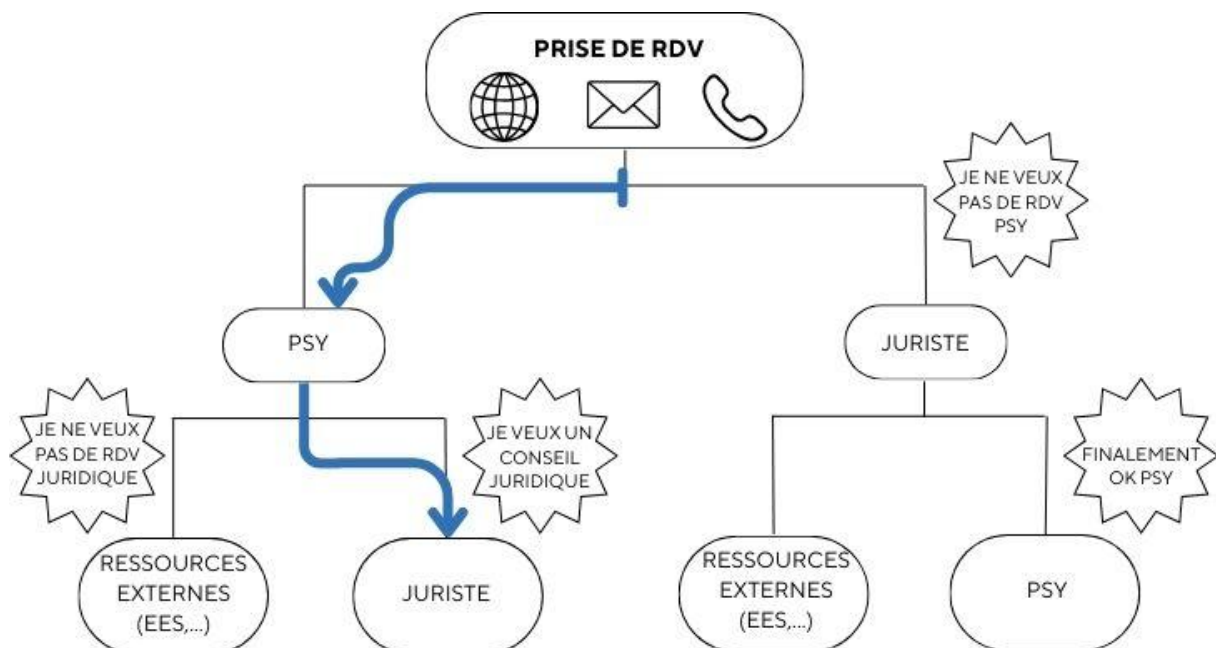 PRISE DE RDV
JE NE VEUX
PAS DE RDV
PSY
PSY
JURISTE
JE NE VEUX
PAS DE RDV
JURIDIQUE
JE VEUX UN
CONSEIL
JURIDIQUE
FINALEMENT
OK PSY
RESSOURCES
EXTERNES
(EES,...)
JURISTE
RESSOURCES
EXTERNES
(EES,...)
PSY